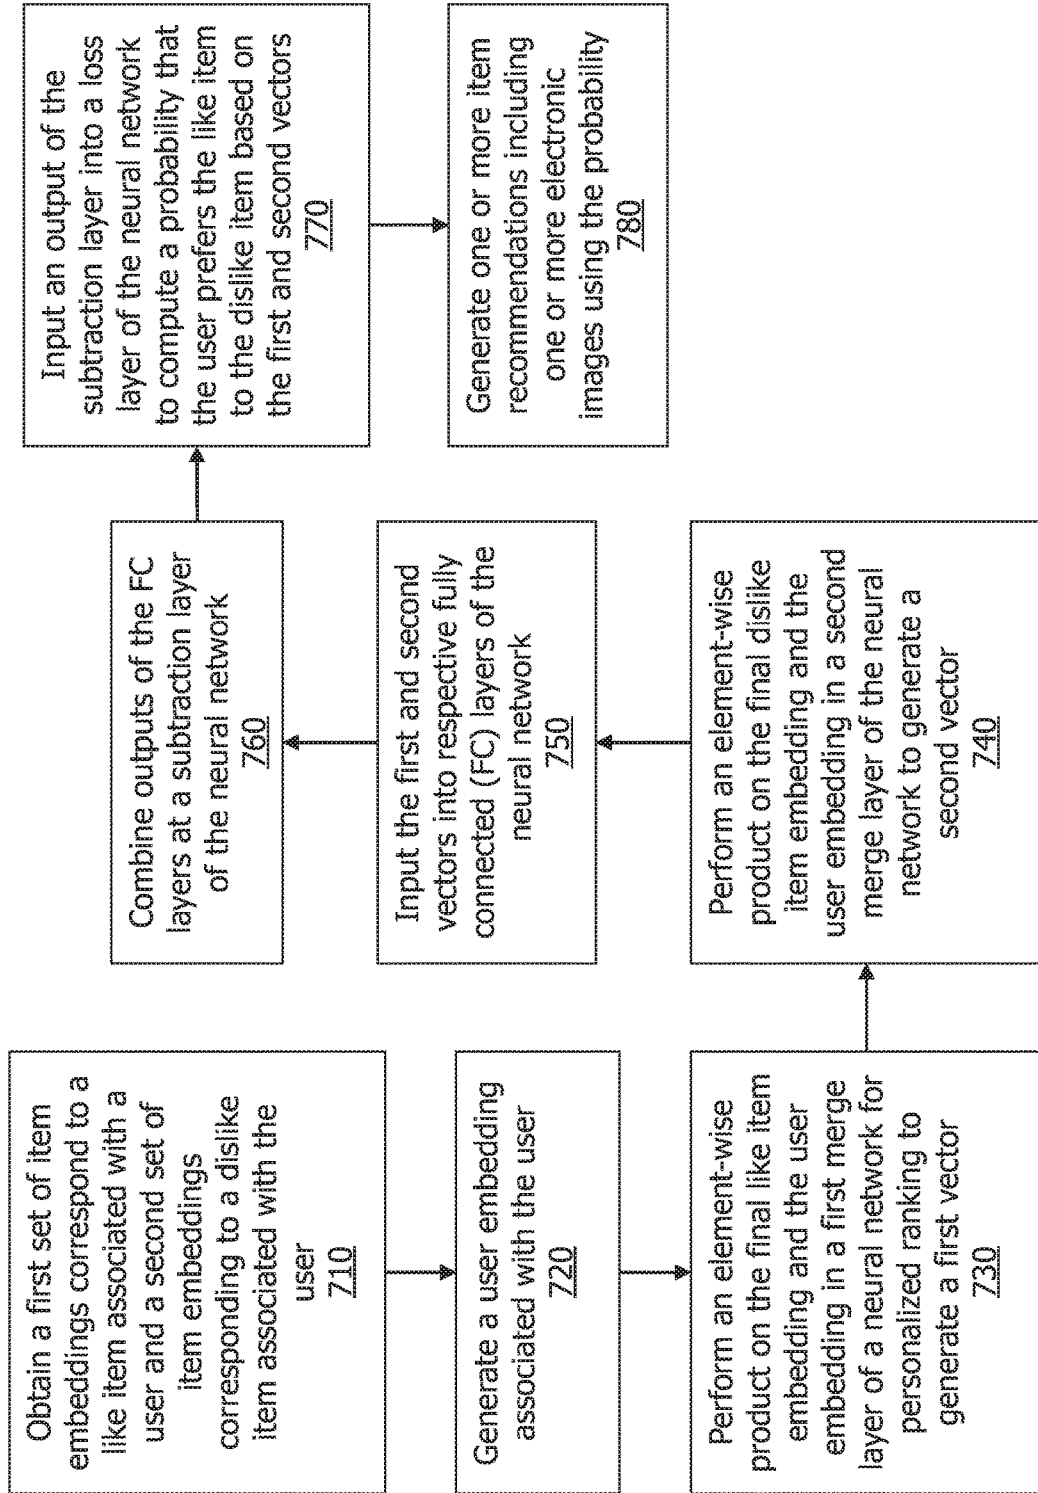 Obtain a first set of item
embeddings correspond to a
like item associated with a
user and a second set of
item embeddings
corresponding to a dislike
item associated with the
user
710
Generate a user embedding
associated with the user
720
Perform an element-wise
product on the final like item
embedding and the user
embedding in a first merge
layer of a neural network for
personalized ranking to
generate a first vector
730
Perform an element-wise
product on the final dislike
item embedding and the
user embedding in a second
merge layer of the neural
network to generate a
second vector
740
Input the first and second
vectors into respective fully
connected (FC) layers of the
neural network
750
Combine outputs of the FC
layers at a subtraction layer
of the neural network
760
Input an output of the
subtraction layer into a loss
layer of the neural network
to compute a probability that
the user prefers the like item
to the dislike item based on
the first and second vectors
770
Generate one or more item
recommendations including
one or more electronic
images using the probability
780